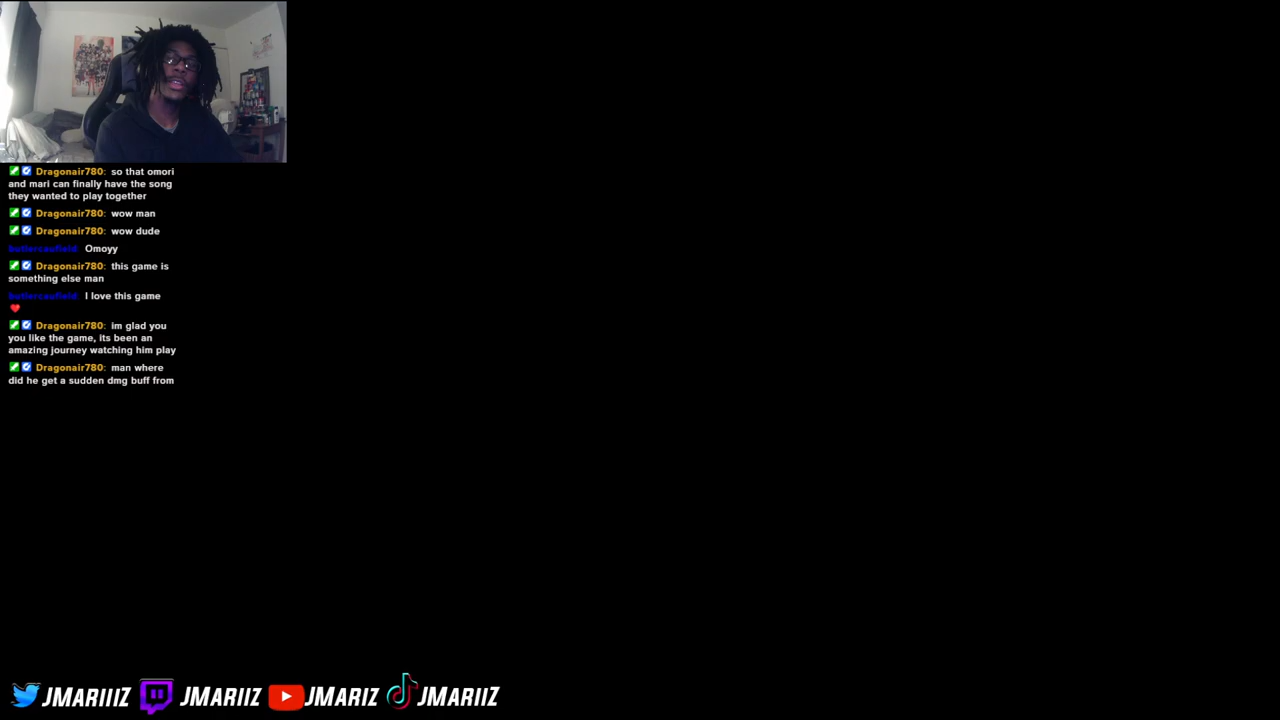 Dragonair780: so that omori
and mari can finally have the song
they wanted to play together
Dragonair780: wow man
Dragonair780: wow dude
buttercaufield: Omoyy
Dragonair780: this game is
something else man
buttercaufield: I love this game
❤️
Dragonair780: im glad you
you like the game, its been an
amazing journey watching him play
Dragonair780: man where
did he get a sudden dmg buff from
JMARIIIZ JMARIIZ JMARIZ JMARIIZ